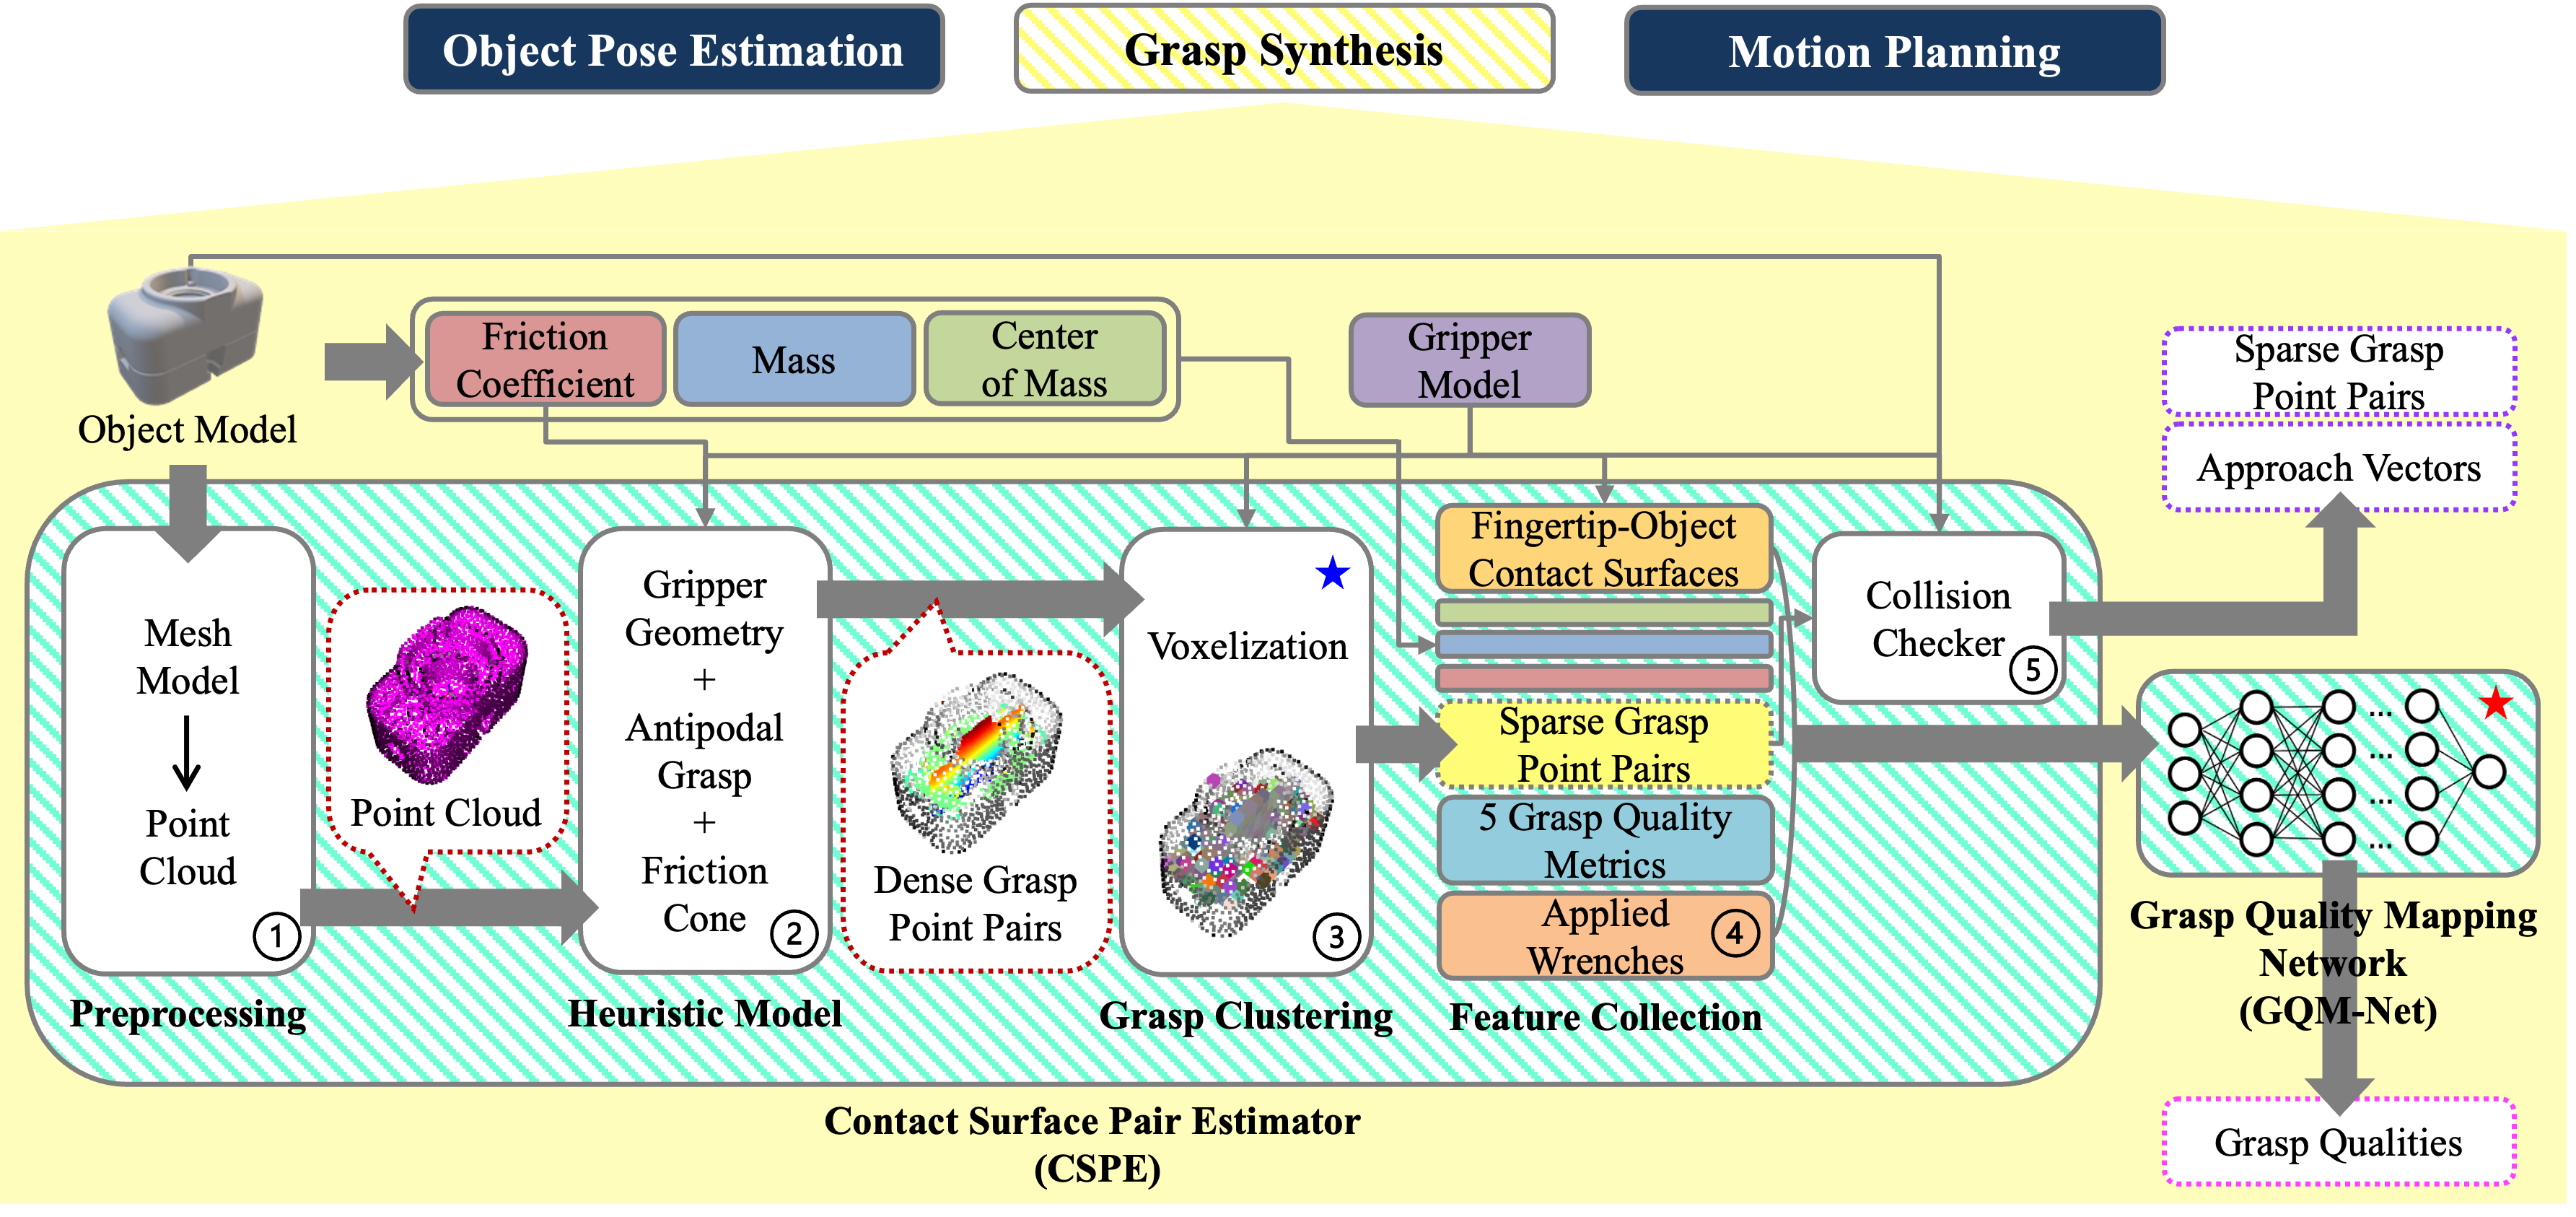 Object Pose Estimation
Grasp Synthesis
Motion Planning
Object Model
Friction
Coefficient
Mass
Center
of Mass
Gripper
Model
Sparse Grasp
Point Pairs
Approach Vectors
Mesh
Model
Point
Cloud
1
Preprocessing
Point Cloud
Gripper
Geometry
+
Antipodal
Grasp
+
Friction
Cone
2
Heuristic Model
Dense Grasp
Point Pairs
Voxelization
3
Grasp Clustering
Fingertip-Object
Contact Surfaces
Sparse Grasp
Point Pairs
5 Grasp Quality
Metrics
Applied
Wrenches
4
Feature Collection
Collision
Checker
5
...
...
...
...
Grasp Quality Mapping
Network
(GQM-Net)
Grasp Qualities
Contact Surface Pair Estimator
(CSPE)